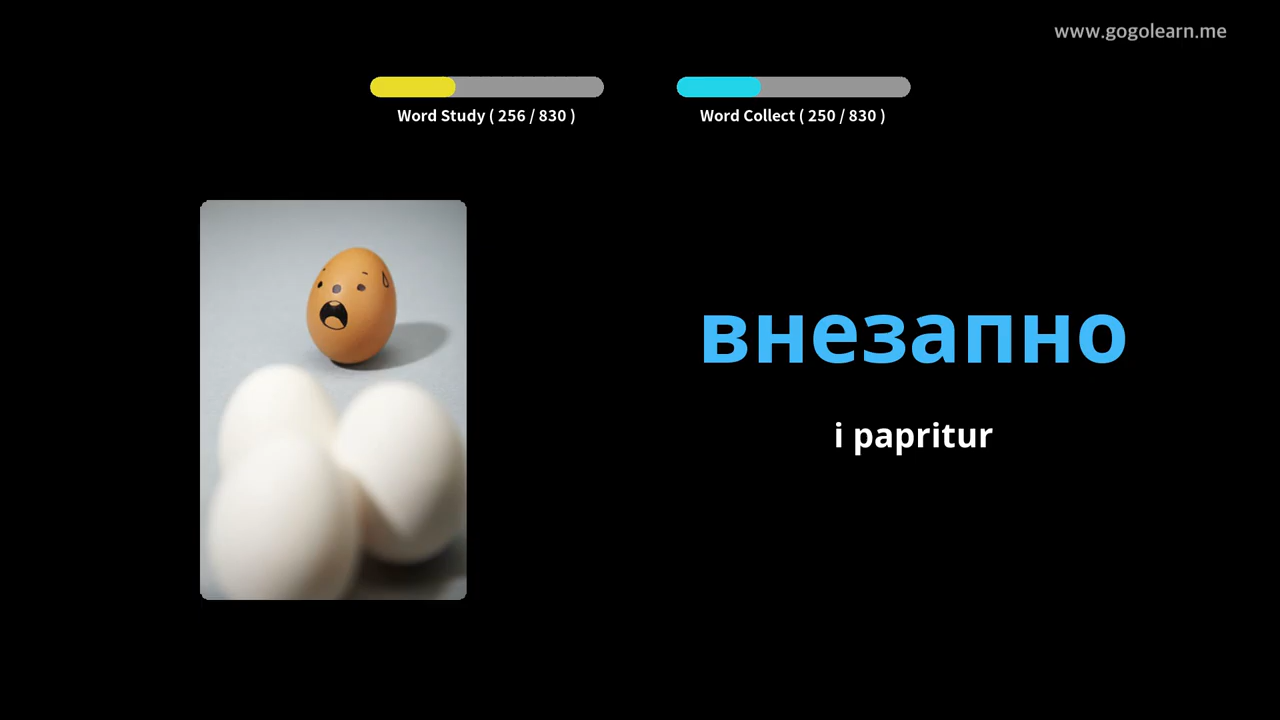 www.gogolearn.me
Word Study ( 256 / 830 )
Word Collect ( 250 / 830 )
внезапно
i papritur